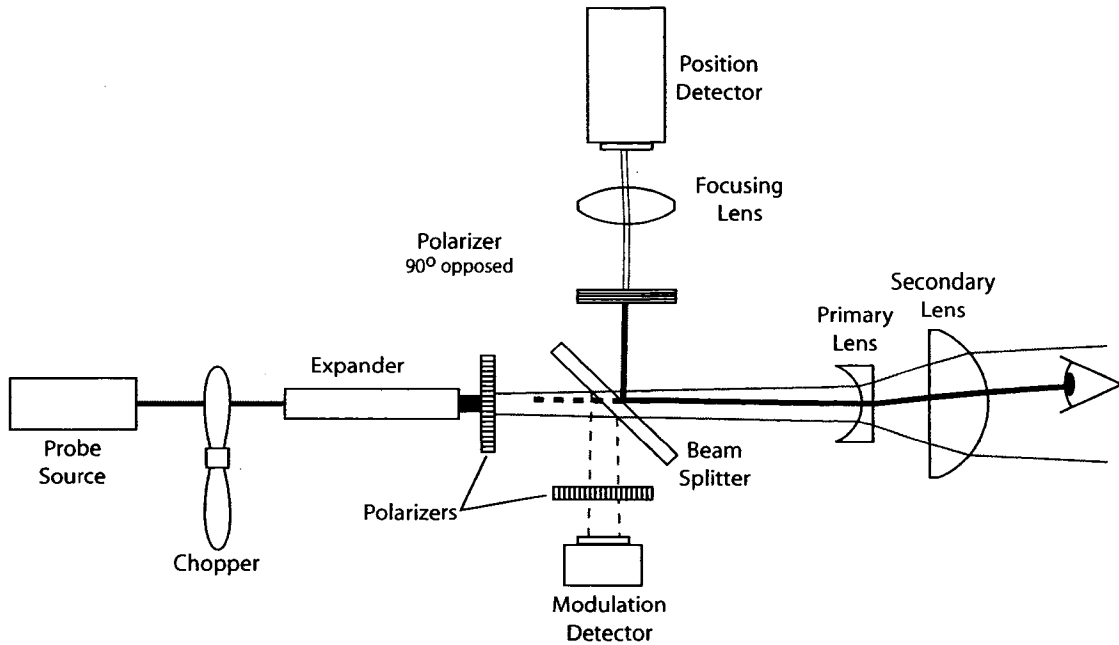 Position
Detector
Focusing
Lens
Polarizer
90º opposed
Secondary
Lens
Primary
Lens
Expander
Probe
Source
Beam
Splitter
Polarizers
Chopper
Modulation
Detector